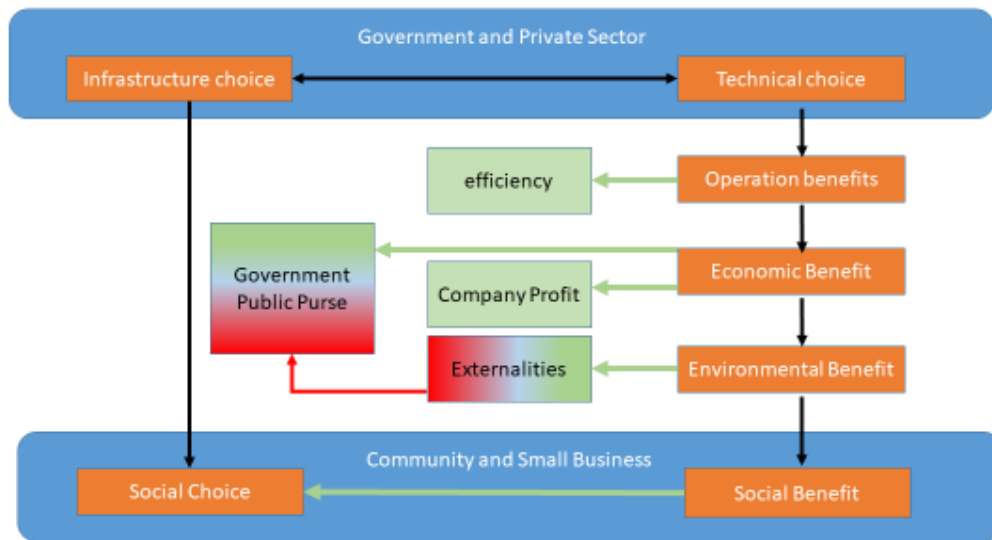 Government and Private Sector
Infrastructure choice
Technical choice
efficiency
Operation benefits
Government
Public Purse
Economic Benefit
Company Profit
Externalities
Environmental Benefit
Community and Small Business
Social Choice
Social Benefit